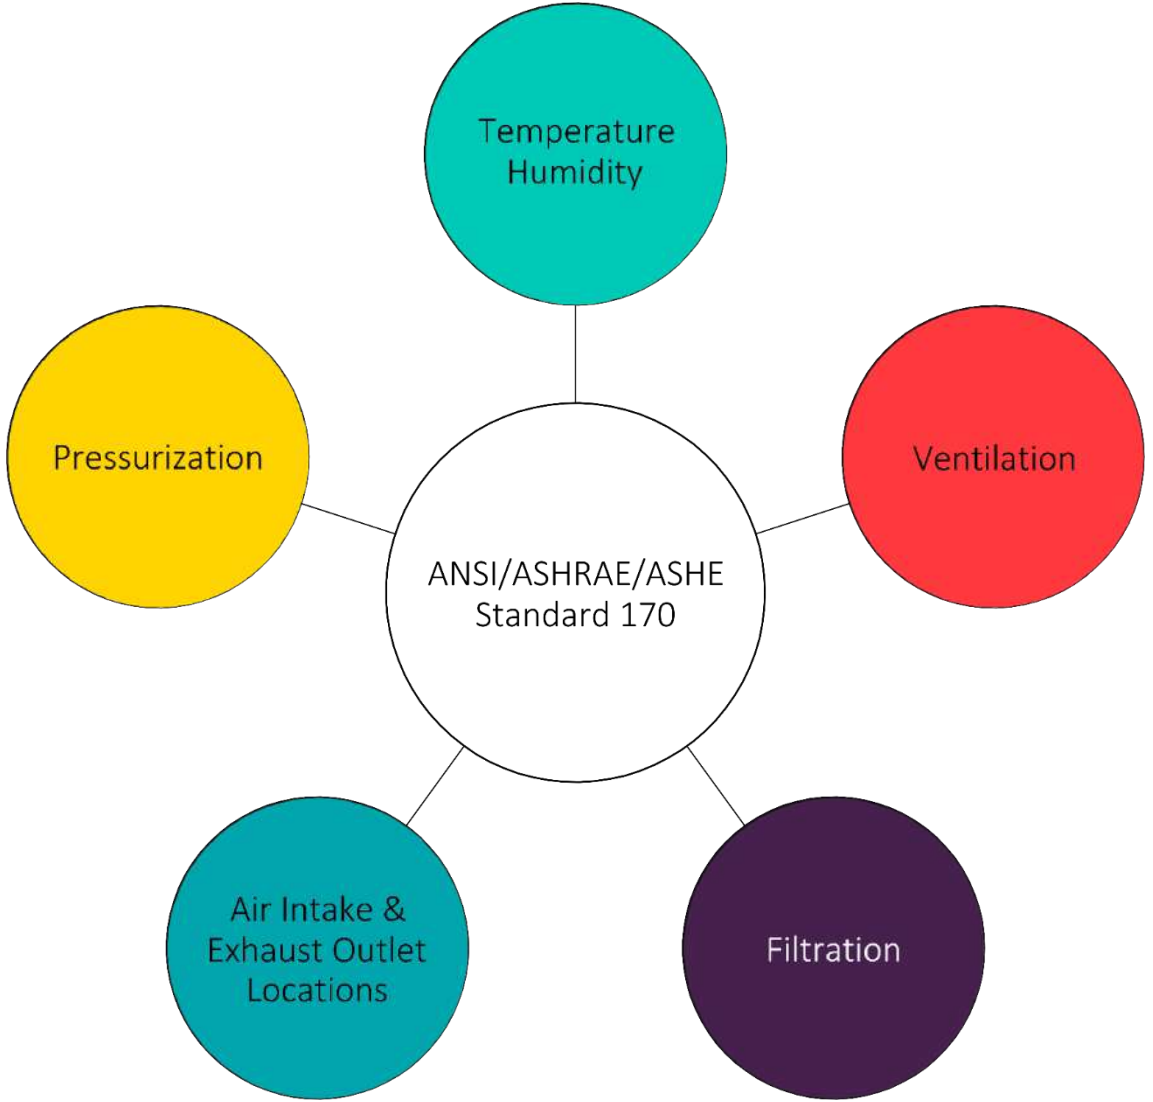 Temperature
Humidity
Pressurization
Ventilation
ANSI/ASHRAE/ASHE
Standard 170
Air Intake &
Exhaust Outlet
Locations
Filtration